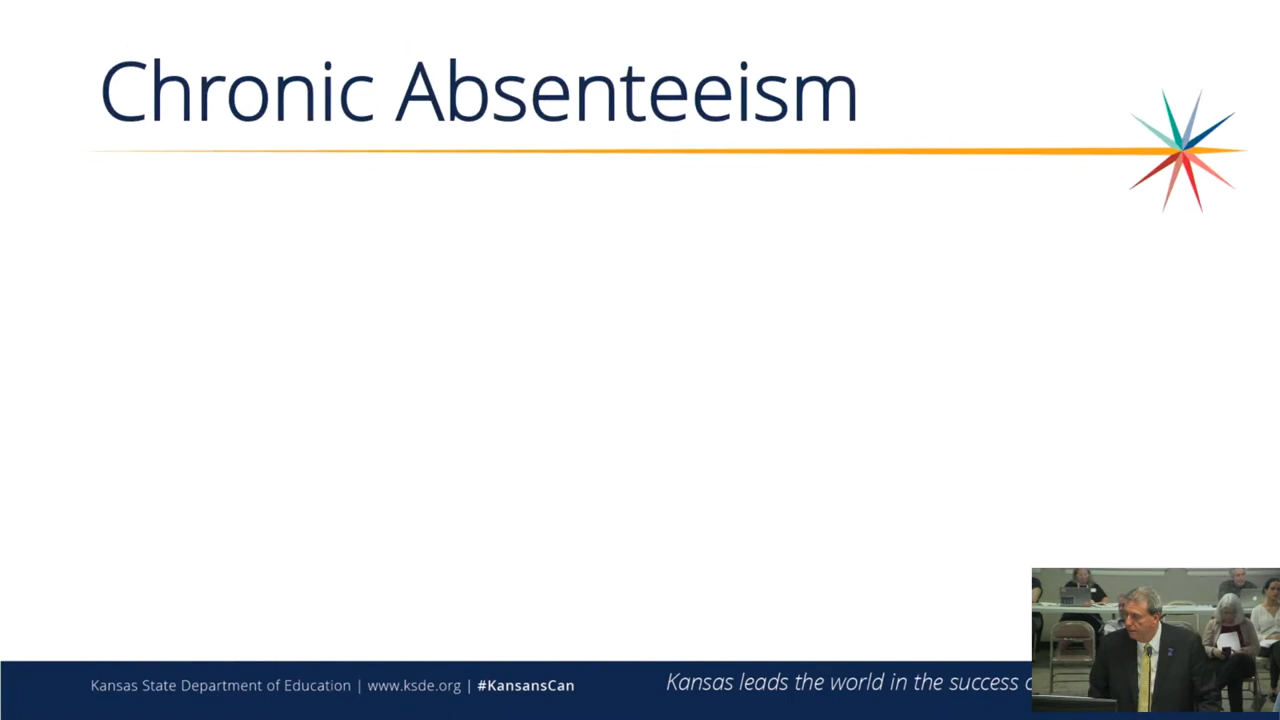 Chronic Absenteeism
Kansas State Department of Education | www.ksde.org | #KansansCan
Kansas leads the world in the success